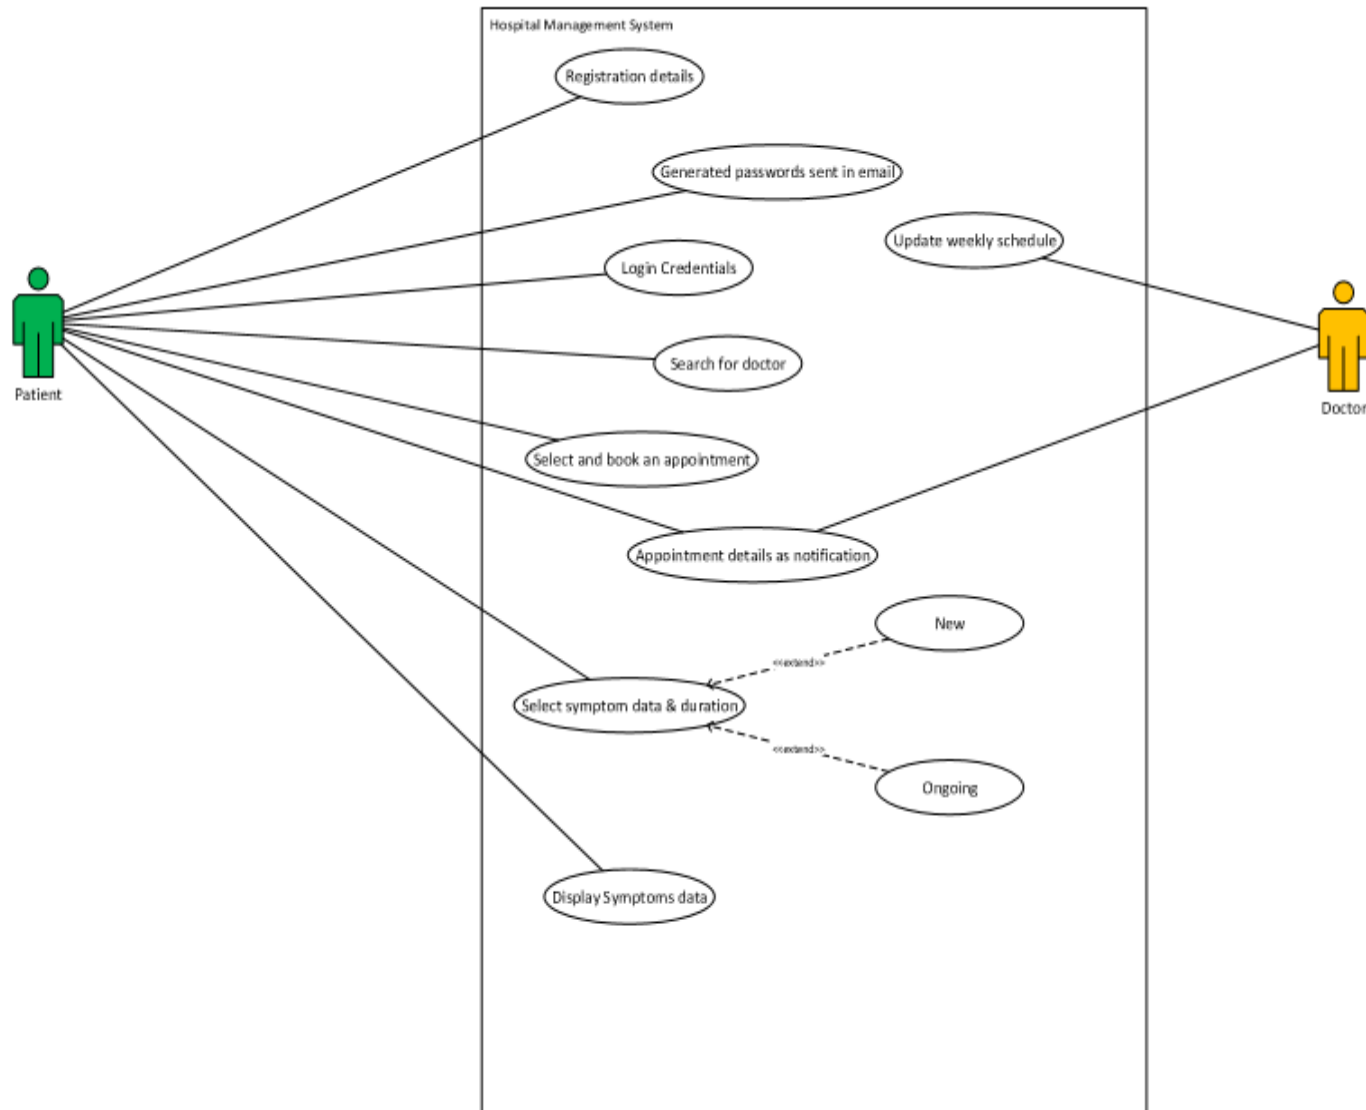 Hospital Management System
Registration details
Generated passwords sent in email
Update weekly schedule
Login Credentials
Search for doctor
Patient
Doctor
Select and book an appointment
Appointment details as notification
New
<<extend>>
Select symptom data & duration
<<extend>>
Ongoing
Display Symptoms data